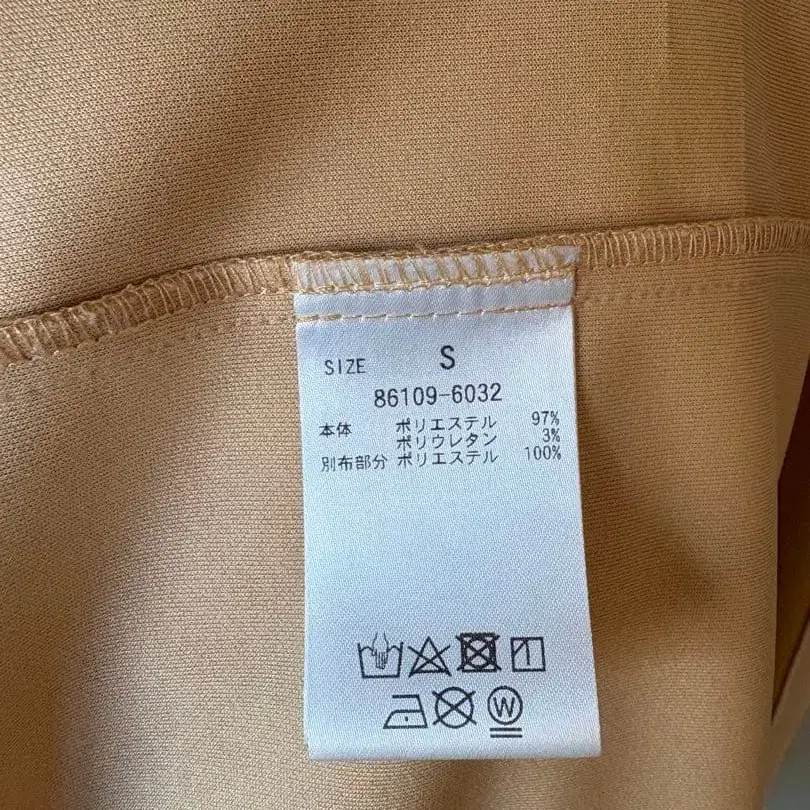 SIZE S
86109-6032
本体 ポリエステル 97%
ポリウレタン 3%
別布部分 ポリエステル 100%
W